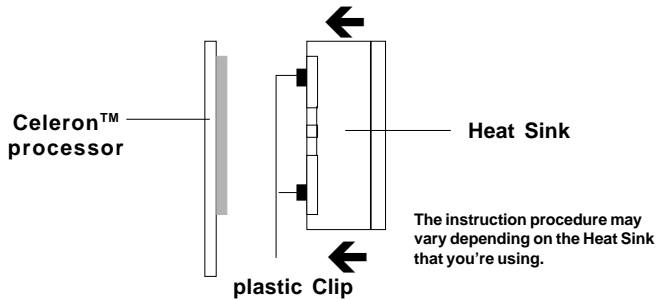 Celeron™
processor
Heat Sink
The instruction procedure may
vary depending on the Heat Sink
that you're using.
plastic Clip